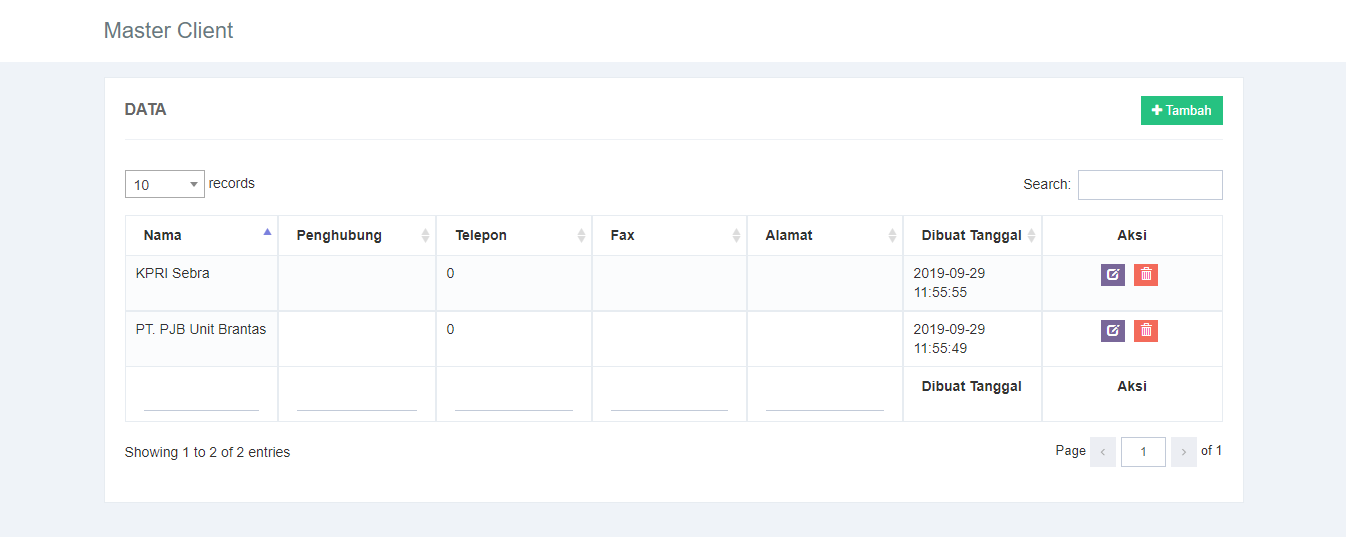 Master Client
DATA
Tambah
10 records
Search:
Nama Penghubung Telepon Fax Alamat Dibuat Tanggal Aksi
KPRI Sebra 0 2019-09-29
11:55:55
PT. PJB Unit Brantas 0 2019-09-29
11:55:49
Dibuat Tanggal Aksi
Showing 1 to 2 of 2 entries
Page 1 of 1